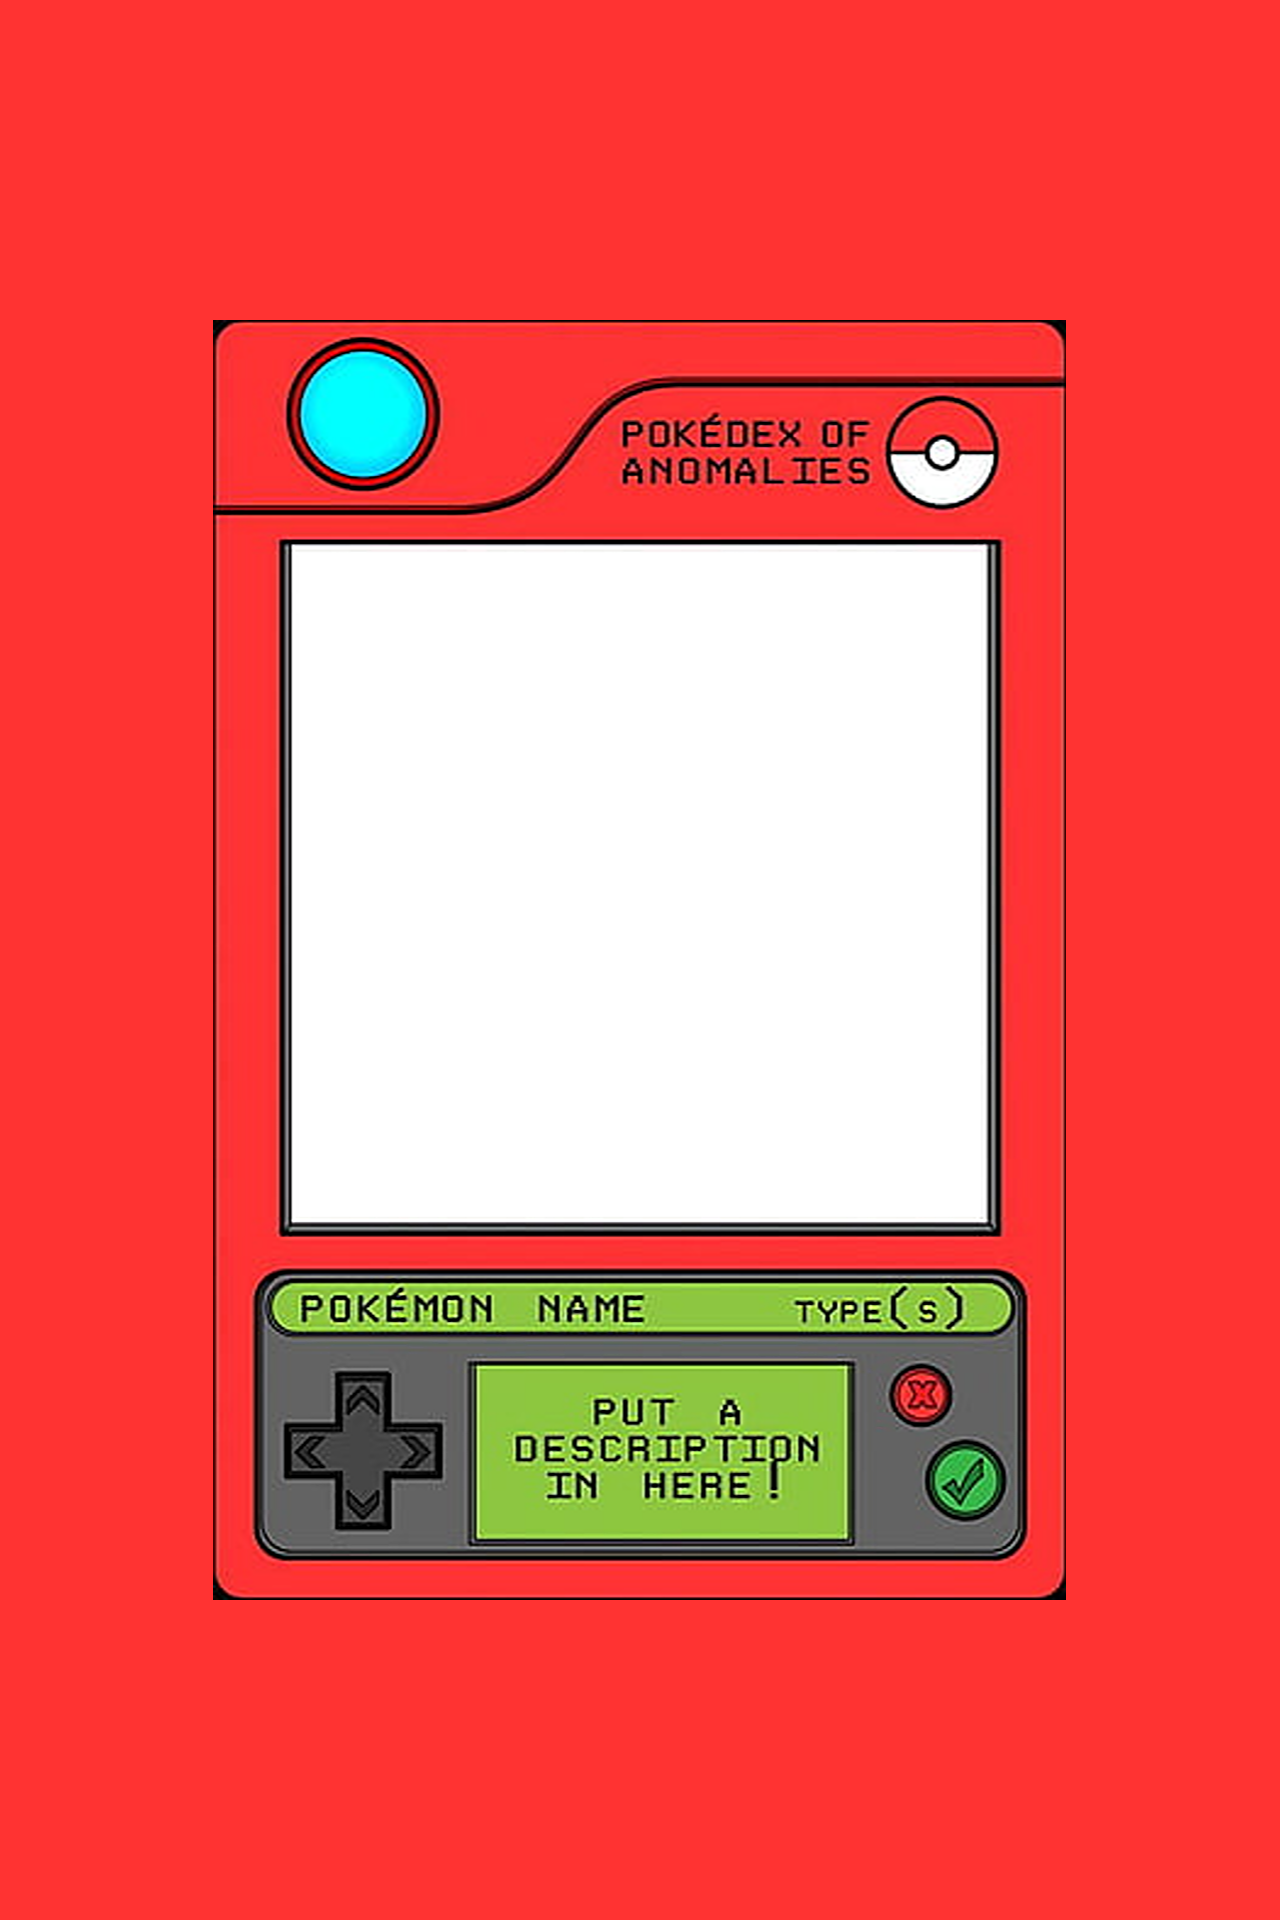 POKÉDEX OF
ANOMALIES
POKÉMON NAME TYPE(S)
PUT A
DESCRIPTION
IN HERE!
X